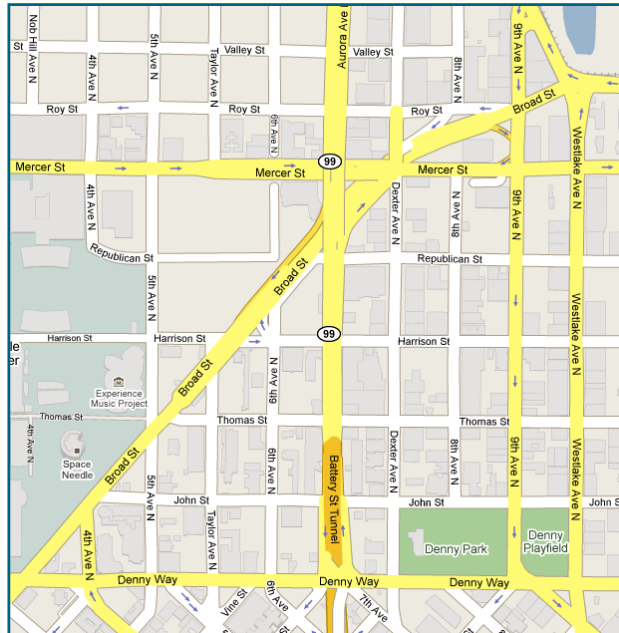 Nob Hill Ave N
4th Ave N
5th Ave N
Taylor Ave N
Aurora Ave N
8th Ave N
9th Ave N
St
Valley St
Valley St
Roy St
Roy St
Roy St
Broad St
6th Ave N
99
Mercer St
Mercer St
Mercer St
Westlake Ave N
4th Ave N
Dexter Ave N
8th Ave N
9th Ave N
Republican St
Republican St
5th Ave N
Broad St
Westlake Ave N
Harrison St
Harrison St
99
Harrison St
le
er
Broad St
6th Ave N
Experience
Music Project
Thomas St
Thomas St
Thomas St
4th Ave N
Space
Needle
Broad St
5th Ave N
Taylor Ave N
6th Ave N
Battery St Tunnel
Dexter Ave N
8th Ave N
9th Ave N
Westlake Ave N
John St
John St
John St
4th Ave N
Denny Park
Denny
Playfield
Denny Way
Denny Way
Denny Way
Vine St
6th Ave
7th Ave